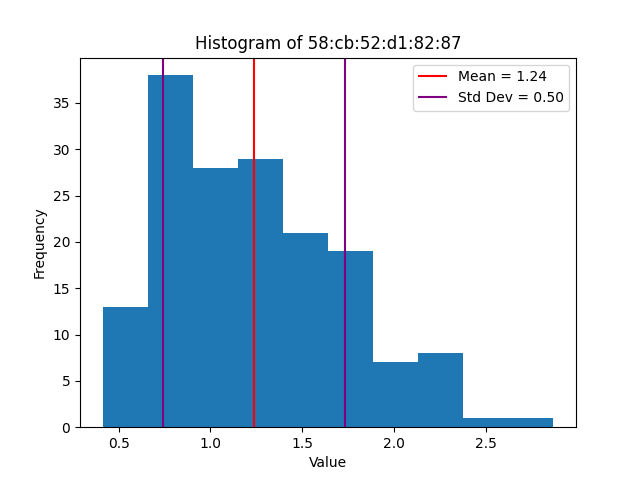 Histogram of 58:cb:52:d1:82:87
Mean = 1.24
Std Dev = 0.50
Frequency
35
30
25
20
15
10
5
0
0.5 1.0 1.5 2.0 2.5
Value